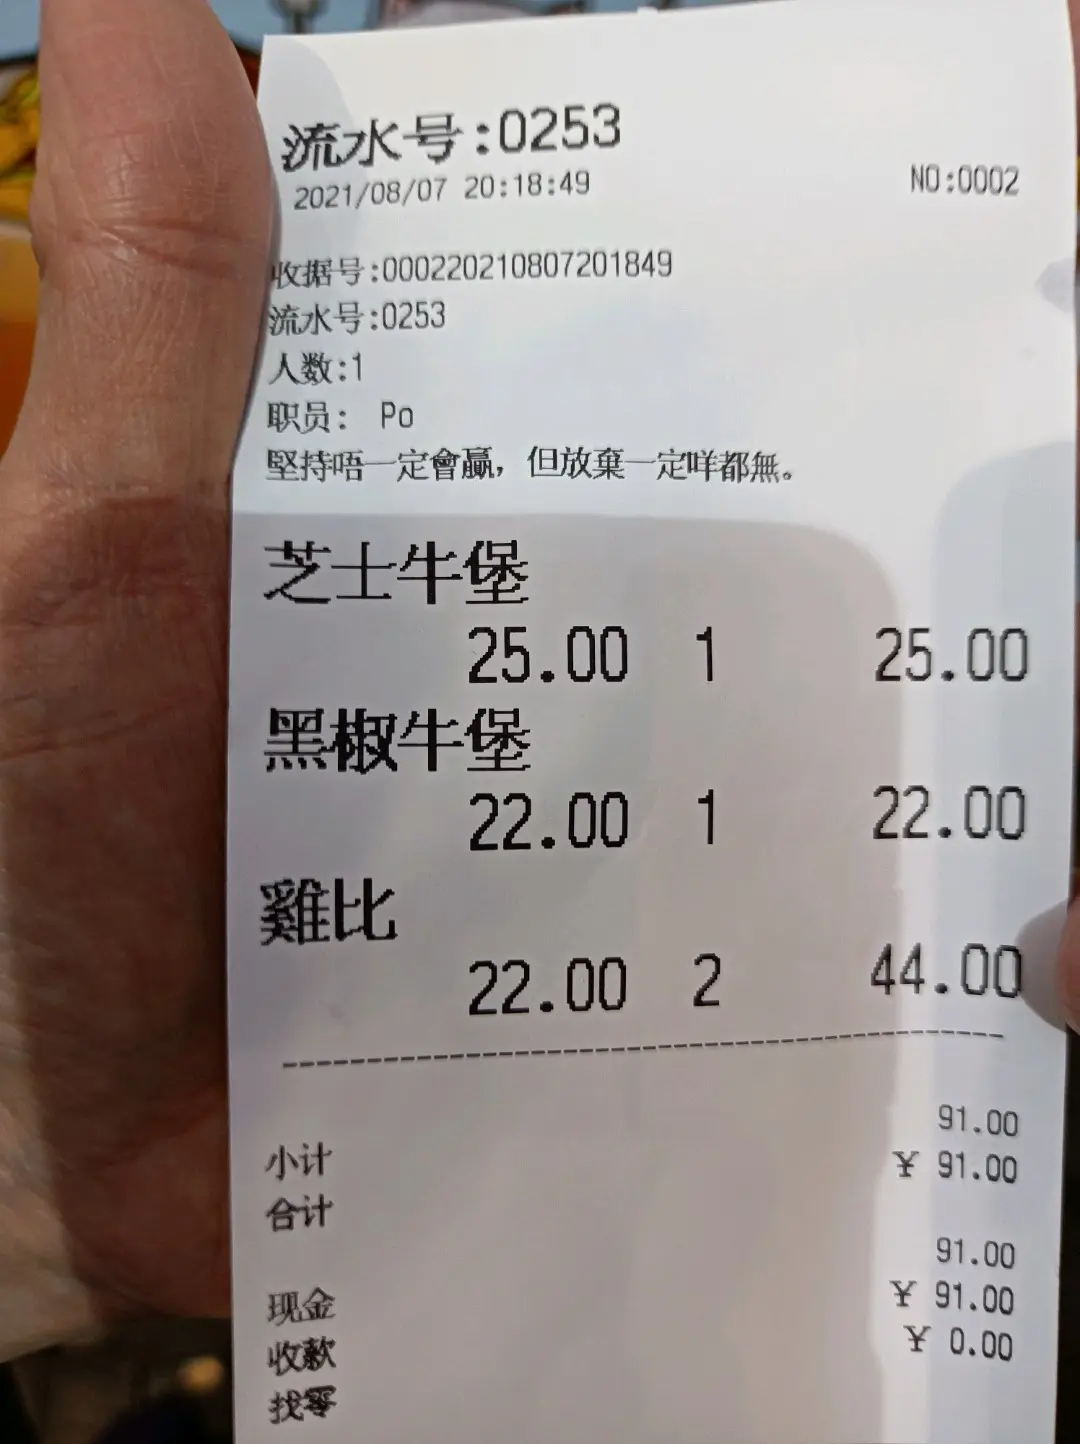 流水号:0253
2021/08/07 20:18:49 NO:0002
收据号:000220210807201849
流水号:0253
人数:1
职员: Po
堅持唔一定會贏，但放棄一定咩都無。
芝士牛堡
25.00 1 25.00
黑椒牛堡
22.00 1 22.00
雞比
22.00 2 44.00
小计 91.00
合计 ¥ 91.00
现金 91.00
收款 ¥ 91.00
找零 ¥ 0.00